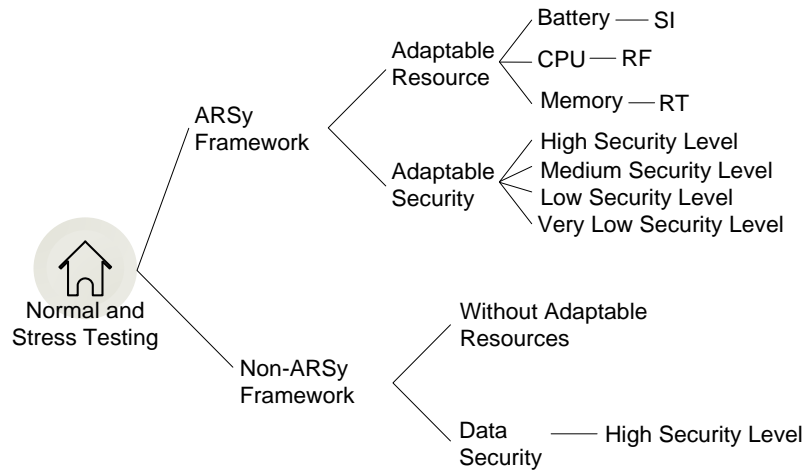 Battery
SI
Adaptable
Resource
CPU
RF
Memory
RT
ARSy
Framework
High Security Level
Adaptable
Security
Medium Security Level
Low Security Level
Very Low Security Level
Normal and
Stress Testing
Without Adaptable
Resources
Non-ARSy
Framework
Data
Security
High Security Level